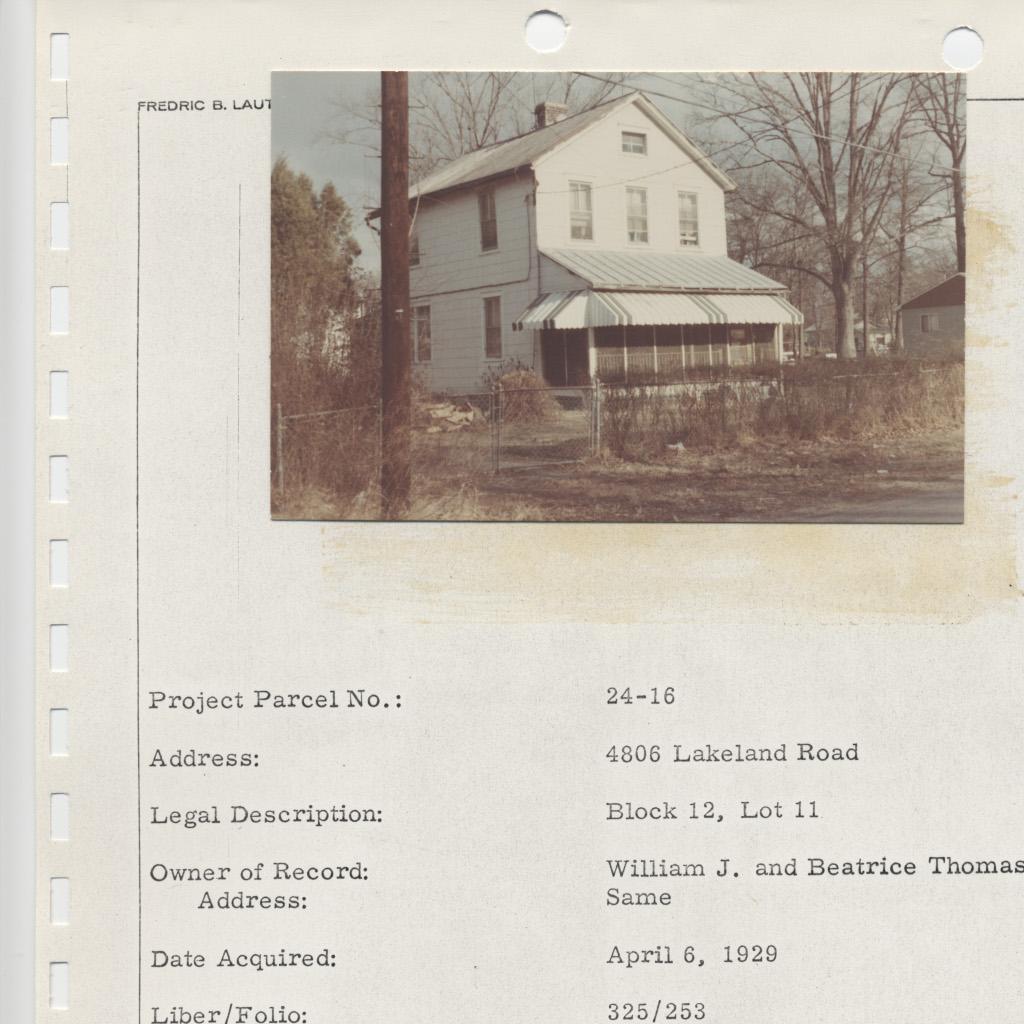 FREDRIC B. LAUT
Project Parcel No.: 24-16
Address: 4806 Lakeland Road
Legal Description: Block 12, Lot 11
Owner of Record: William J. and Beatrice Thomas
Address: Same
Date Acquired: April 6, 1929
Liber/Folio: 325/253